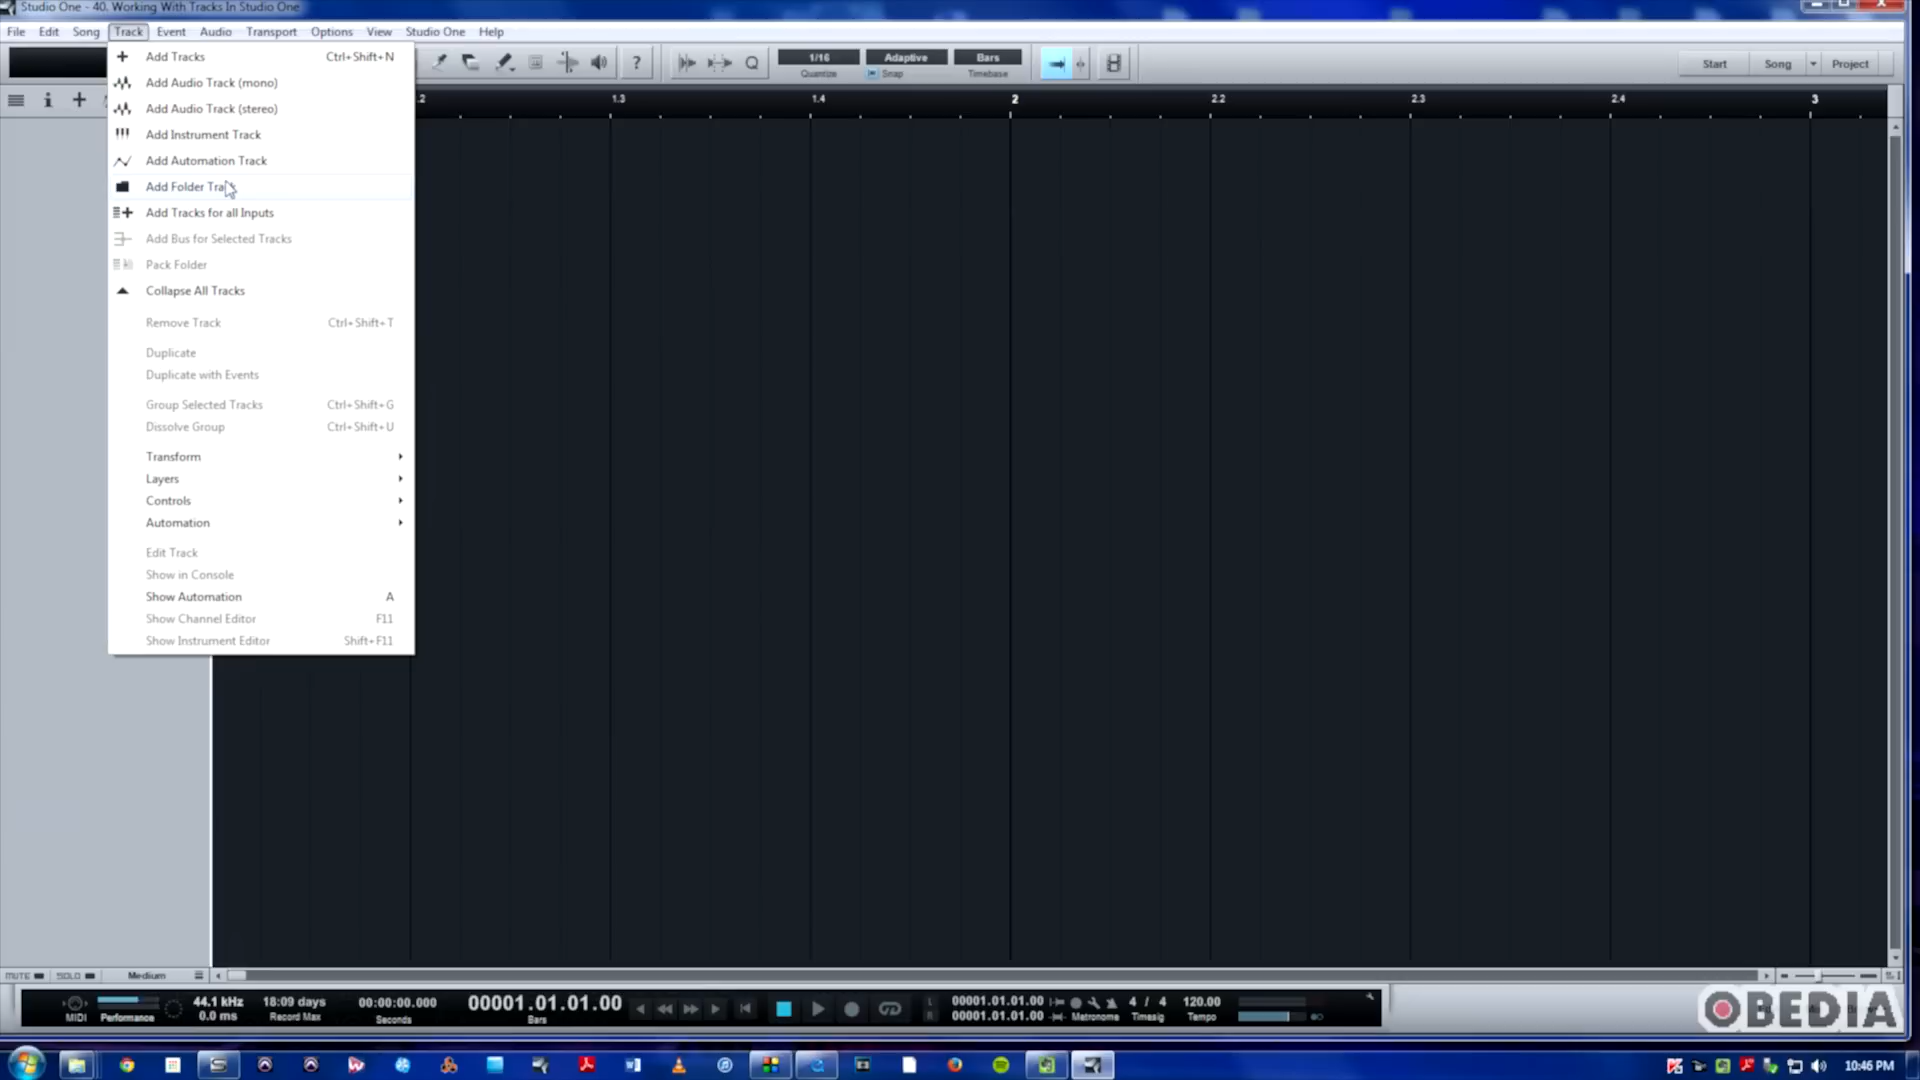 Studio One - 40. Working With Tracks In Studio One
File Edit Song Track Event Audio Transport Options View Studio One Help
Add Tracks Ctrl+Shift+N
Add Audio Track (mono)
Add Audio Track (stereo)
Add Instrument Track
Add Automation Track
Add Folder Track
Add Tracks for all Inputs
Add Bus for Selected Tracks
Pack Folder
Collapse All Tracks
Remove Track Ctrl+Shift+T
Duplicate
Duplicate with Events
Group Selected Tracks Ctrl+Shift+G
Dissolve Group Ctrl+Shift+U
Transform
Layers
Controls
Automation
Edit Track
Show in Console
Show Automation A
Show Channel Editor F11
Show Instrument Editor Shift+F11
? Q
1/16 Adaptive Bars
Quantize Snap Timebase
Start Song Project
.2 1.3 1.4 2 2.2 2.3 2.4 3
MUTE SOLO Medium
44.1 kHz 18:09 days 00:00:00.000 00001.01.01.00
MIDI Performance 0.0 ms Record Max Seconds Bars
L 00001.01.01.00 4 / 4 120.00
R 00001.01.01.00 Metronome Timesig Tempo
OBEDIA
10:46 PM